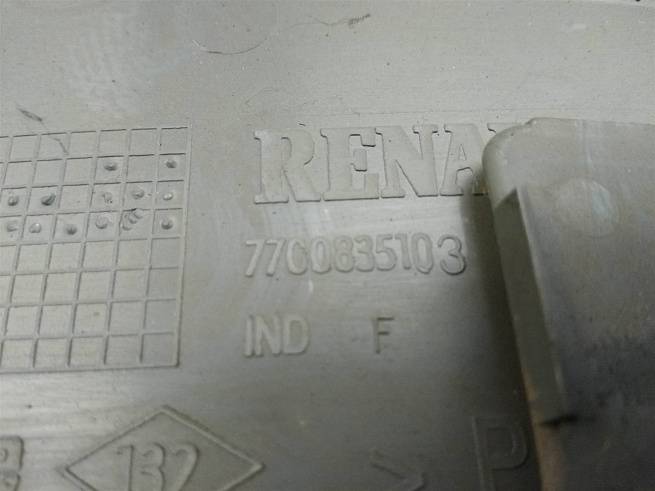 RENA
7700835103
IND F
132
> P